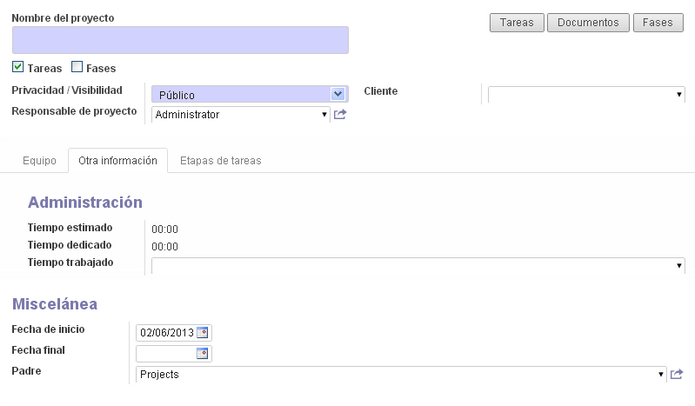 Nombre del proyecto
Tareas Documentos Fases
Tareas Fases
Privacidad / Visibilidad Público Cliente
Responsable de proyecto Administrator
Equipo Otra información Etapas de tareas
Administración
Tiempo estimado 00:00
Tiempo dedicado 00:00
Tiempo trabajado
Miscelánea
Fecha de inicio 02/06/2013
Fecha final
Padre Projects